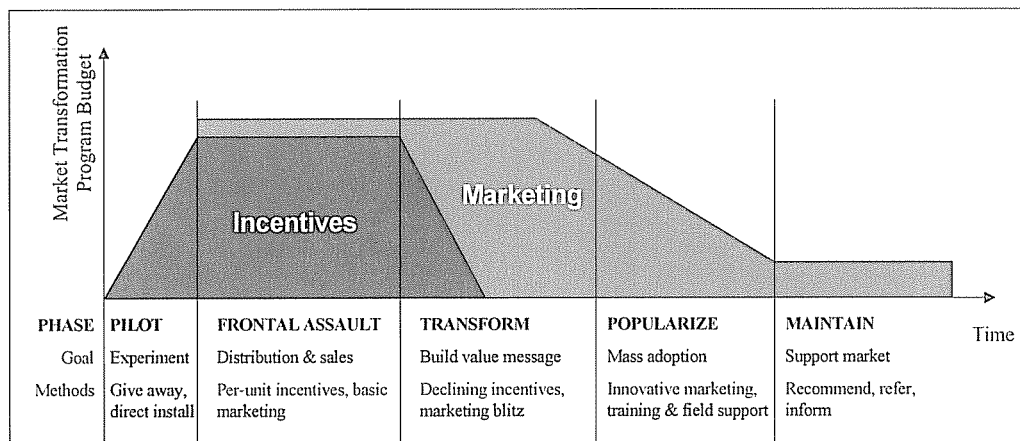 Market Transformation
Program Budget
Incentives
Marketing
Time
PHASE PILOT FRONTAL ASSAULT TRANSFORM POPULARIZE MAINTAIN
Goal Experiment Distribution & sales Build value message Mass adoption Support market
Methods Give away, Per-unit incentives, basic Declining incentives, Innovative marketing, Recommend, refer,
direct install marketing marketing blitz training & field support inform